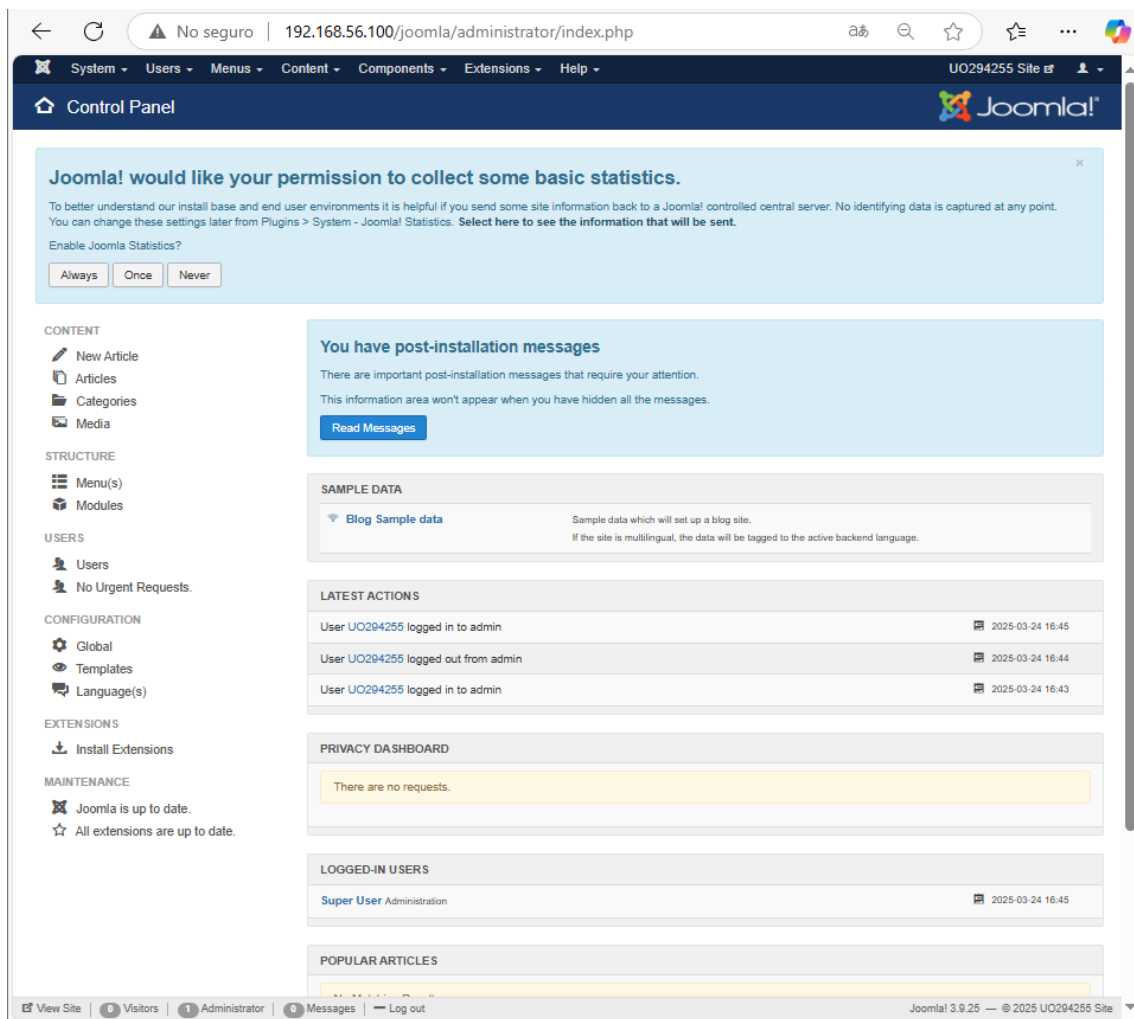 No seguro | 192.168.56.100/joomla/administrator/index.php
System Users Menus Content Components Extensions Help UO294255 Site
Control Panel Joomla!
Joomla! would like your permission to collect some basic statistics.
To better understand our install base and end user environments it is helpful if you send some site information back to a Joomla! controlled central server. No identifying data is captured at any point.
You can change these settings later from Plugins > System - Joomla! Statistics. Select here to see the information that will be sent.
Enable Joomla Statistics?
Always Once Never
CONTENT
New Article
Articles
Categories
Media
STRUCTURE
Menu(s)
Modules
USERS
Users
No Urgent Requests.
CONFIGURATION
Global
Templates
Language(s)
EXTENSIONS
Install Extensions
MAINTENANCE
Joomla is up to date.
All extensions are up to date.
You have post-installation messages
There are important post-installation messages that require your attention.
This information area won't appear when you have hidden all the messages.
Read Messages
SAMPLE DATA
Blog Sample data Sample data which will set up a blog site.
If the site is multilingual, the data will be tagged to the active backend language.
LATEST ACTIONS
User UO294255 logged in to admin 2025-03-24 16:45
User UO294255 logged out from admin 2025-03-24 16:44
User UO294255 logged in to admin 2025-03-24 16:43
PRIVACY DASHBOARD
There are no requests.
LOGGED-IN USERS
Super User Administration 2025-03-24 16:45
POPULAR ARTICLES
View Site | 0 Visitors | 1 Administrator | 0 Messages | Log out Joomla! 3.9.25 — © 2025 UO294255 Site